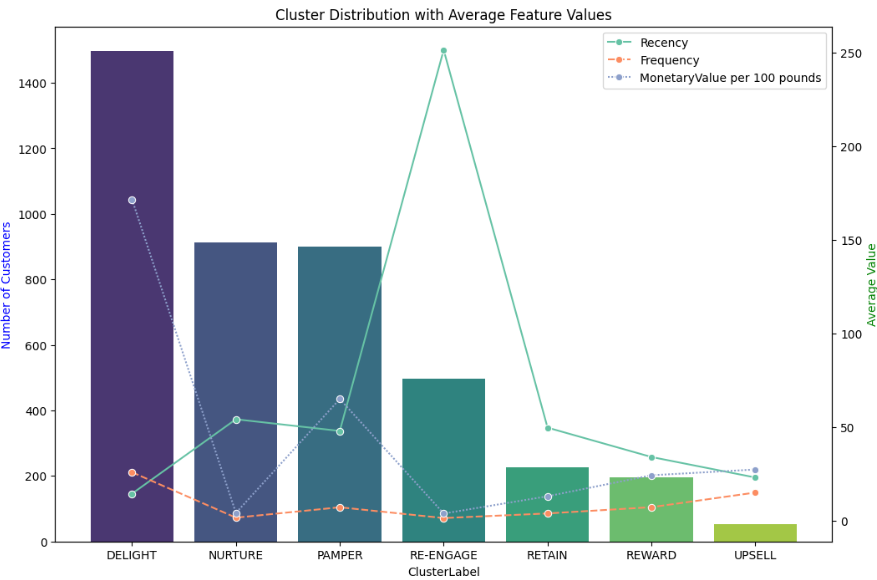 Cluster Distribution with Average Feature Values
Recency
Frequency
MonetaryValue per 100 pounds
Number of Customers
1400
1200
1000
800
600
400
200
0
250
200
150
100
50
0
Average Value
DELIGHT NURTURE PAMPER RE-ENGAGE RETAIN REWARD UPSELL
ClusterLabel